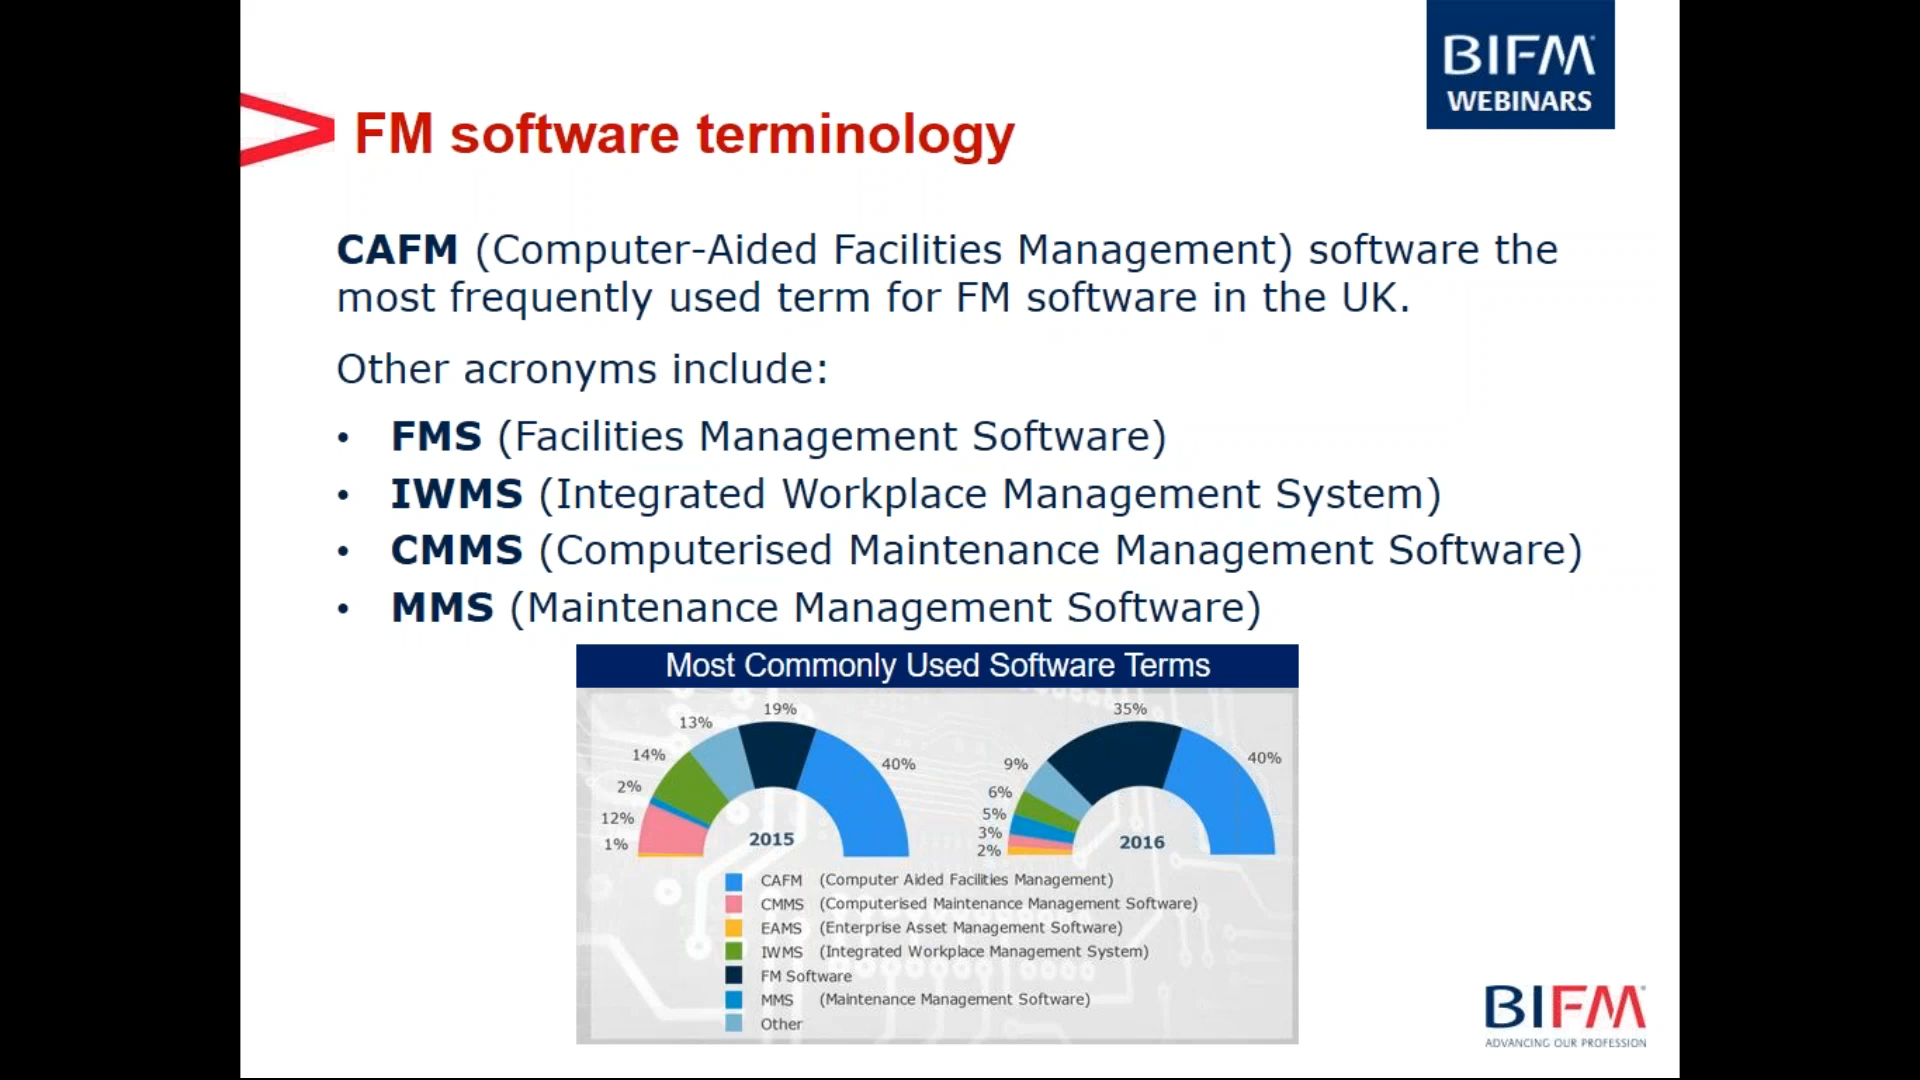 BIFM
WEBINARS
FM software terminology
CAFM (Computer-Aided Facilities Management) software the
most frequently used term for FM software in the UK.
Other acronyms include:
• FMS (Facilities Management Software)
• IWMS (Integrated Workplace Management System)
• CMMS (Computerised Maintenance Management Software)
• MMS (Maintenance Management Software)
Most Commonly Used Software Terms
19%
13%
14%
2%
12%
1%
40%
2015
35%
9%
6%
5%
3%
2%
40%
2016
CAFM (Computer Aided Facilities Management)
CMMS (Computerised Maintenance Management Software)
EAMS (Enterprise Asset Management Software)
IWMS (Integrated Workplace Management System)
FM Software
MMS (Maintenance Management Software)
Other
BIFM
ADVANCING OUR PROFESSION